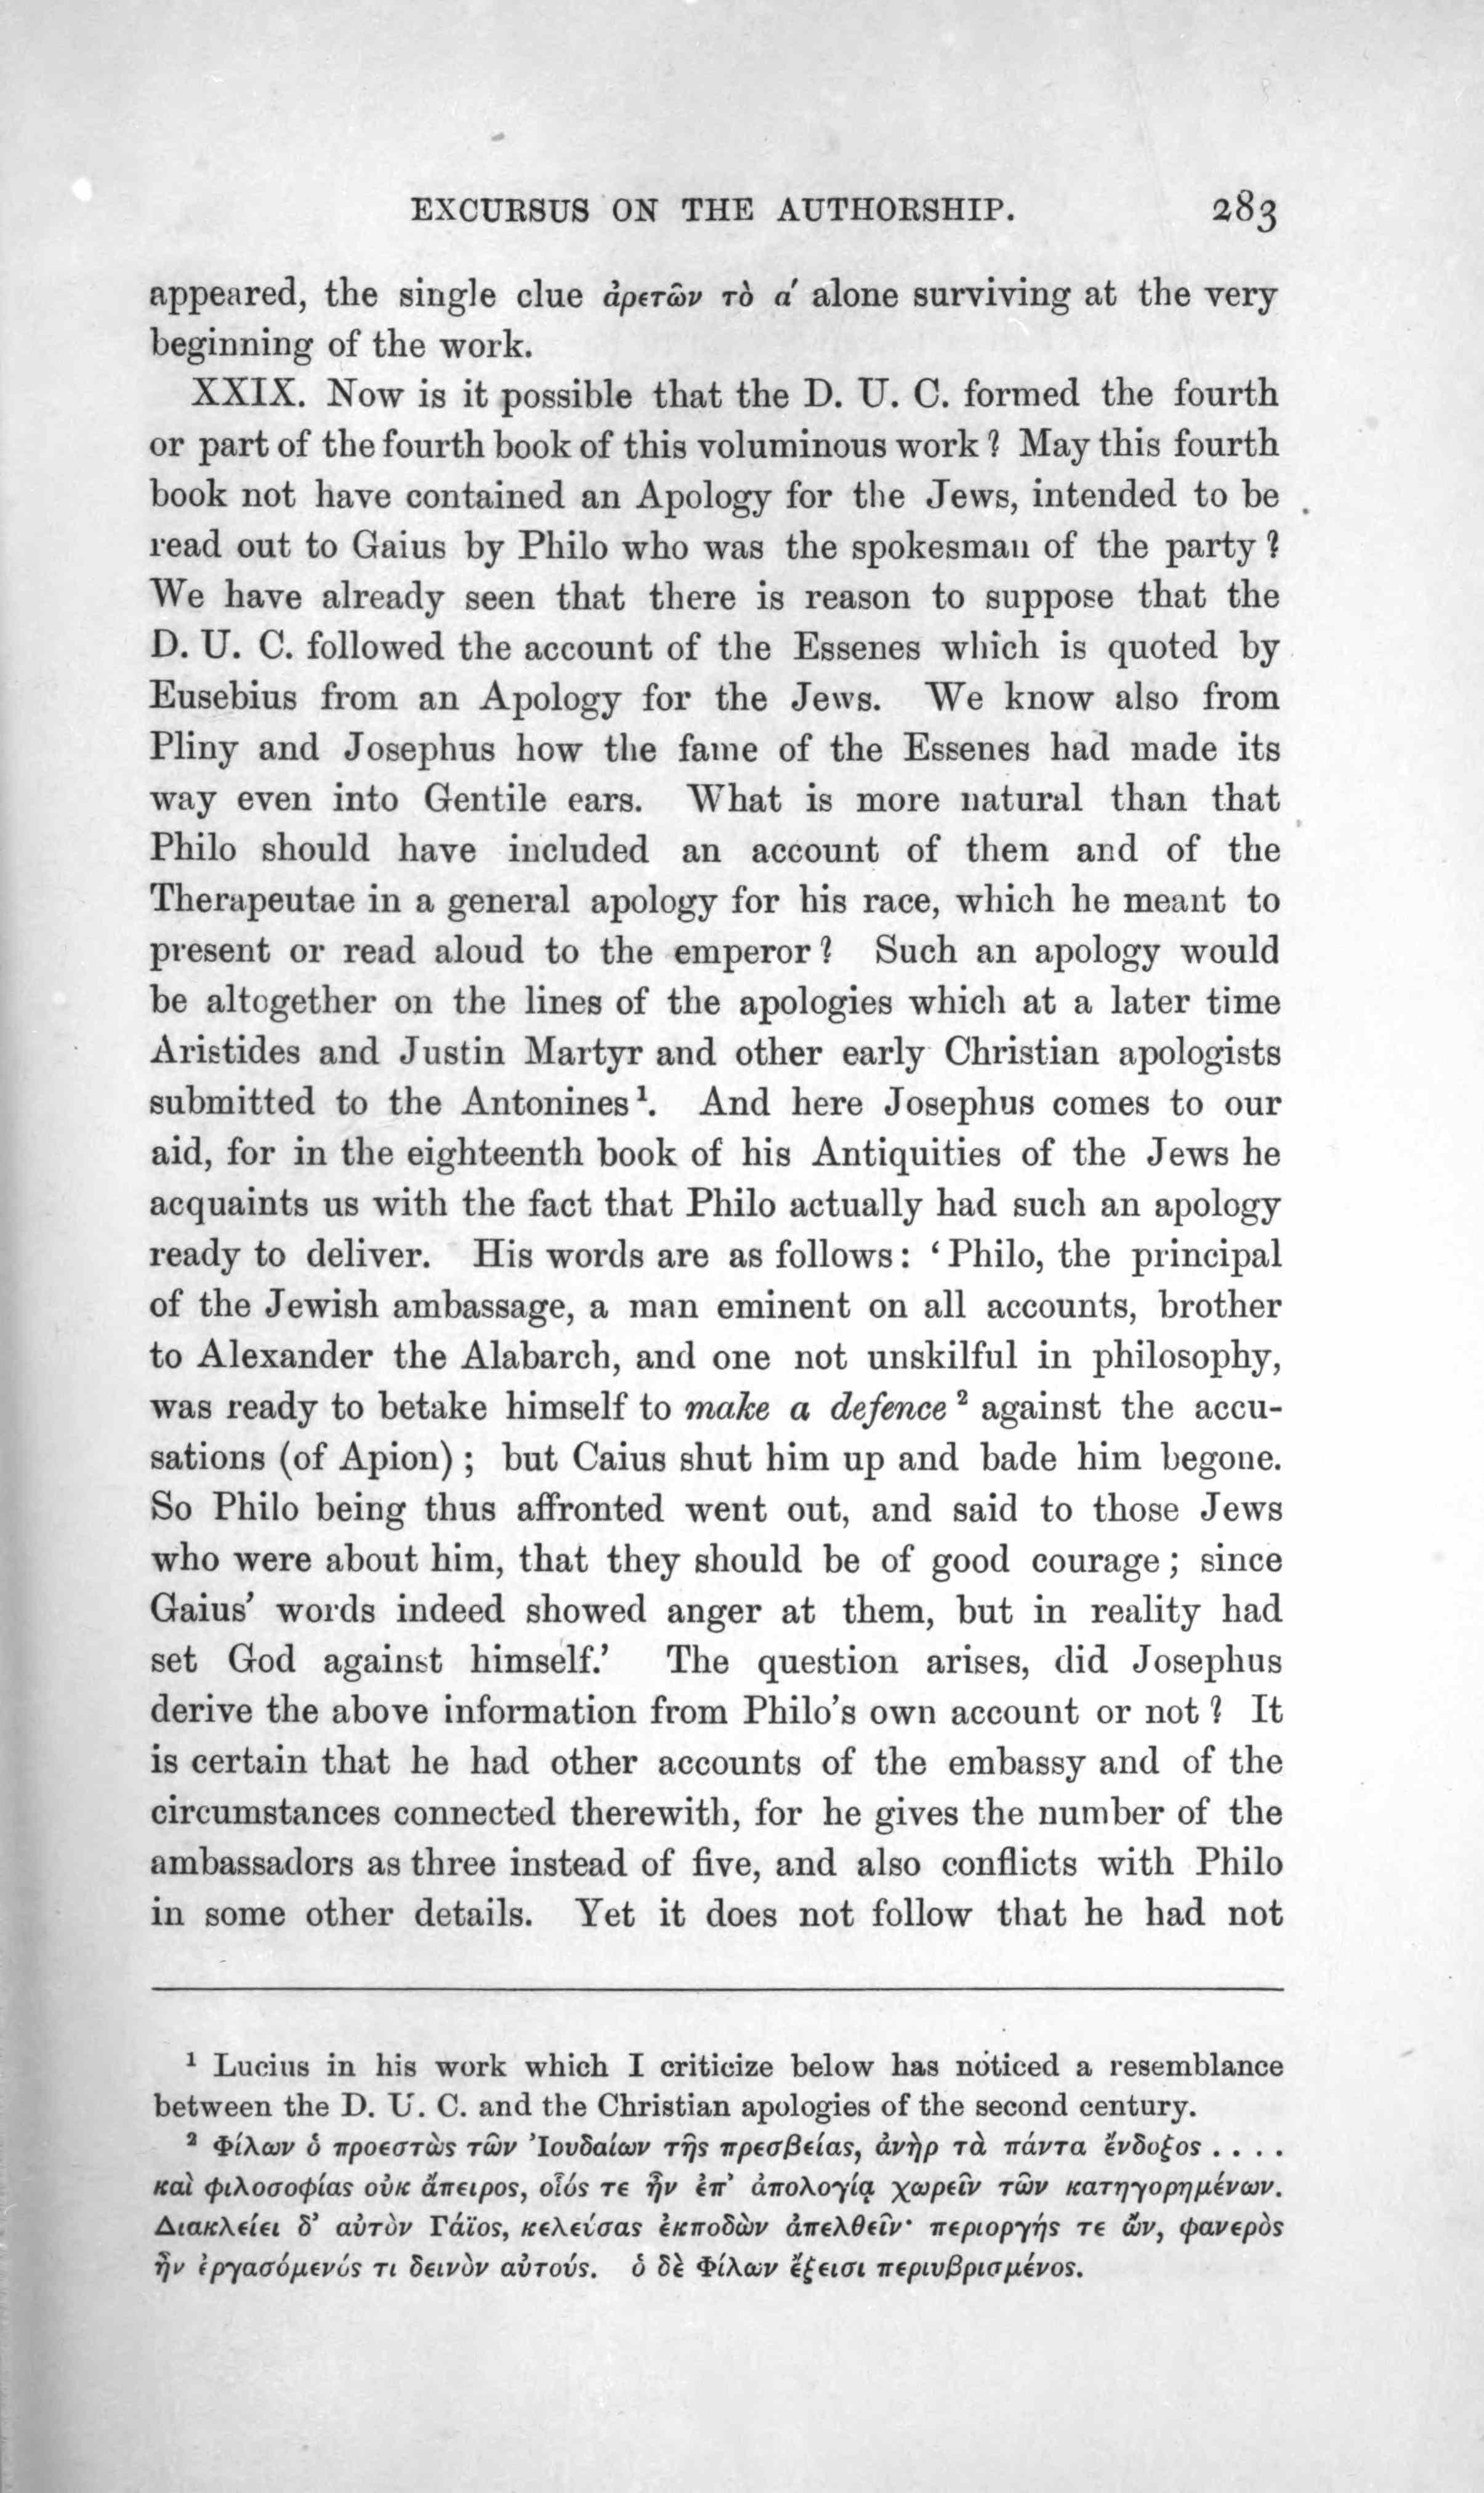 EXCURSUS ON THE AUTHORSHIP. 283
appeared, the single clue ἀρετῶν τὸ α΄ alone surviving at the very
beginning of the work.
XXIX. Now is it possible that the D. U. C. formed the fourth
or part of the fourth book of this voluminous work? May this fourth
book not have contained an Apology for the Jews, intended to be
read out to Gaius by Philo who was the spokesman of the party?
We have already seen that there is reason to suppose that the
D. U. C. followed the account of the Essenes which is quoted by
Eusebius from an Apology for the Jews. We know also from
Pliny and Josephus how the fame of the Essenes had made its
way even into Gentile ears. What is more natural than that
Philo should have included an account of them and of the
Therapeutae in a general apology for his race, which he meant to
present or read aloud to the emperor? Such an apology would
be altogether on the lines of the apologies which at a later time
Aristides and Justin Martyr and other early Christian apologists
submitted to the Antonines¹. And here Josephus comes to our
aid, for in the eighteenth book of his Antiquities of the Jews he
acquaints us with the fact that Philo actually had such an apology
ready to deliver. His words are as follows: ‘Philo, the principal
of the Jewish ambassage, a man eminent on all accounts, brother
to Alexander the Alabarch, and one not unskilful in philosophy,
was ready to betake himself to make a defence² against the accu-
sations (of Apion); but Caius shut him up and bade him begone.
So Philo being thus affronted went out, and said to those Jews
who were about him, that they should be of good courage; since
Gaius’ words indeed showed anger at them, but in reality had
set God against himself.’ The question arises, did Josephus
derive the above information from Philo’s own account or not? It
is certain that he had other accounts of the embassy and of the
circumstances connected therewith, for he gives the number of the
ambassadors as three instead of five, and also conflicts with Philo
in some other details. Yet it does not follow that he had not
¹ Lucius in his work which I criticize below has noticed a resemblance
between the D. U. C. and the Christian apologies of the second century.
² Φίλων ὁ προεστὼς τῶν Ἰουδαίων τῆς πρεσβείας, ἀνὴρ τὰ πάντα ἔνδοξος . . . .
καὶ φιλοσοφίας οὐκ ἄπειρος, οἷός τε ἦν ἐπ’ ἀπολογίᾳ χωρεῖν τῶν κατηγορημένων.
Διακλείει δ’ αὐτὸν Γάϊος, κελεύσας ἐκποδὼν ἀπελθεῖν· περιοργής τε ὤν, φανερὸς
ἦν ἐργασόμενός τι δεινὸν αὐτούς. ὁ δὲ Φίλων ἔξεισι περιυβρισμένος.